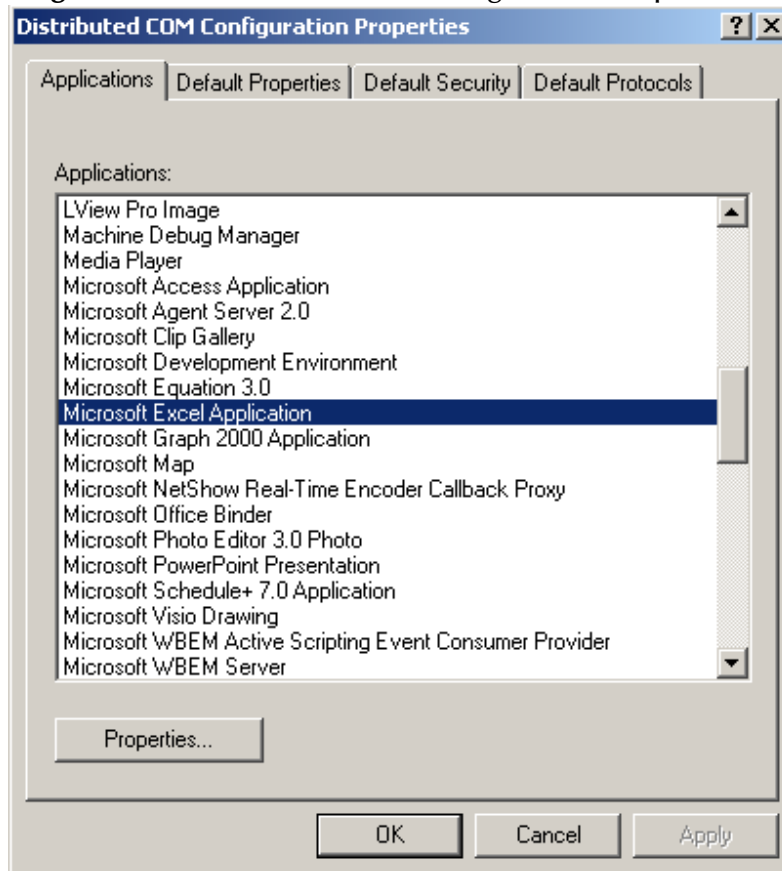 Distributed COM Configuration Properties
Applications Default Properties Default Security Default Protocols
Applications:
LView Pro Image
Machine Debug Manager
Media Player
Microsoft Access Application
Microsoft Agent Server 2.0
Microsoft Clip Gallery
Microsoft Development Environment
Microsoft Equation 3.0
Microsoft Excel Application
Microsoft Graph 2000 Application
Microsoft Map
Microsoft NetShow Real-Time Encoder Callback Proxy
Microsoft Office Binder
Microsoft Photo Editor 3.0 Photo
Microsoft PowerPoint Presentation
Microsoft Schedule+ 7.0 Application
Microsoft Visio Drawing
Microsoft WBEM Active Scripting Event Consumer Provider
Microsoft WBEM Server
Properties...
OK Cancel Apply